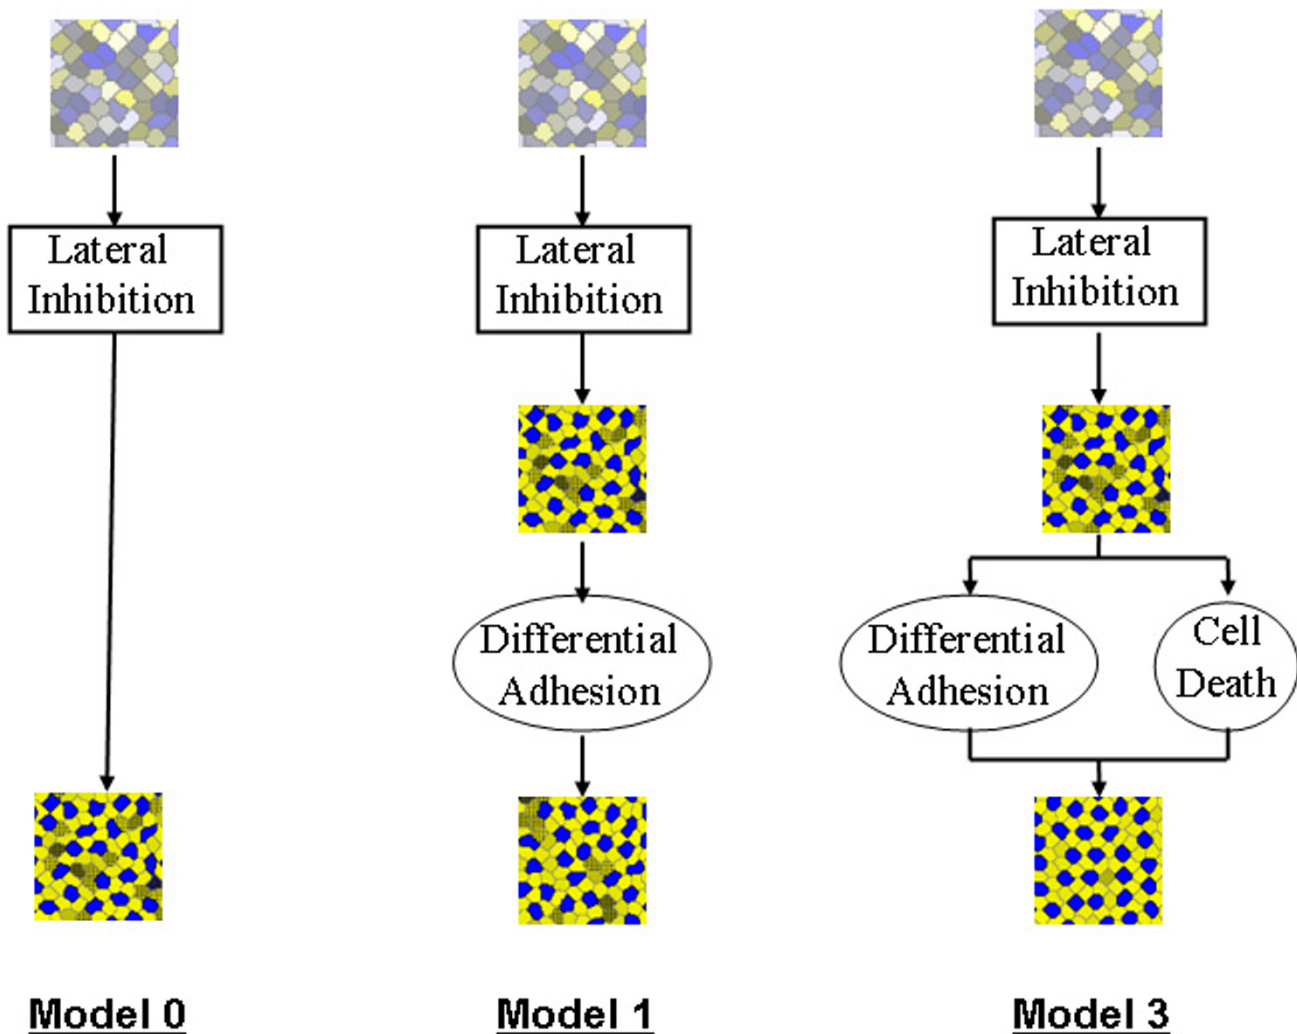 Lateral
Inhibition
Lateral
Inhibition
Lateral
Inhibition
Differential
Adhesion
Differential
Adhesion
Cell
Death
Model 0
Model 1
Model 3